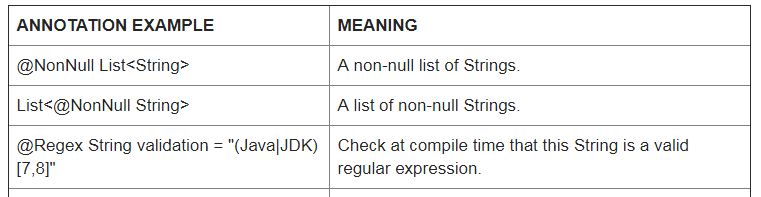 ANNOTATION EXAMPLE MEANING
@NonNull List<String> A non-null list of Strings.
List<@NonNull String> A list of non-null Strings.
@Regex String validation = "(Java|JDK) Check at compile time that this String is a valid
[7,8]" regular expression.